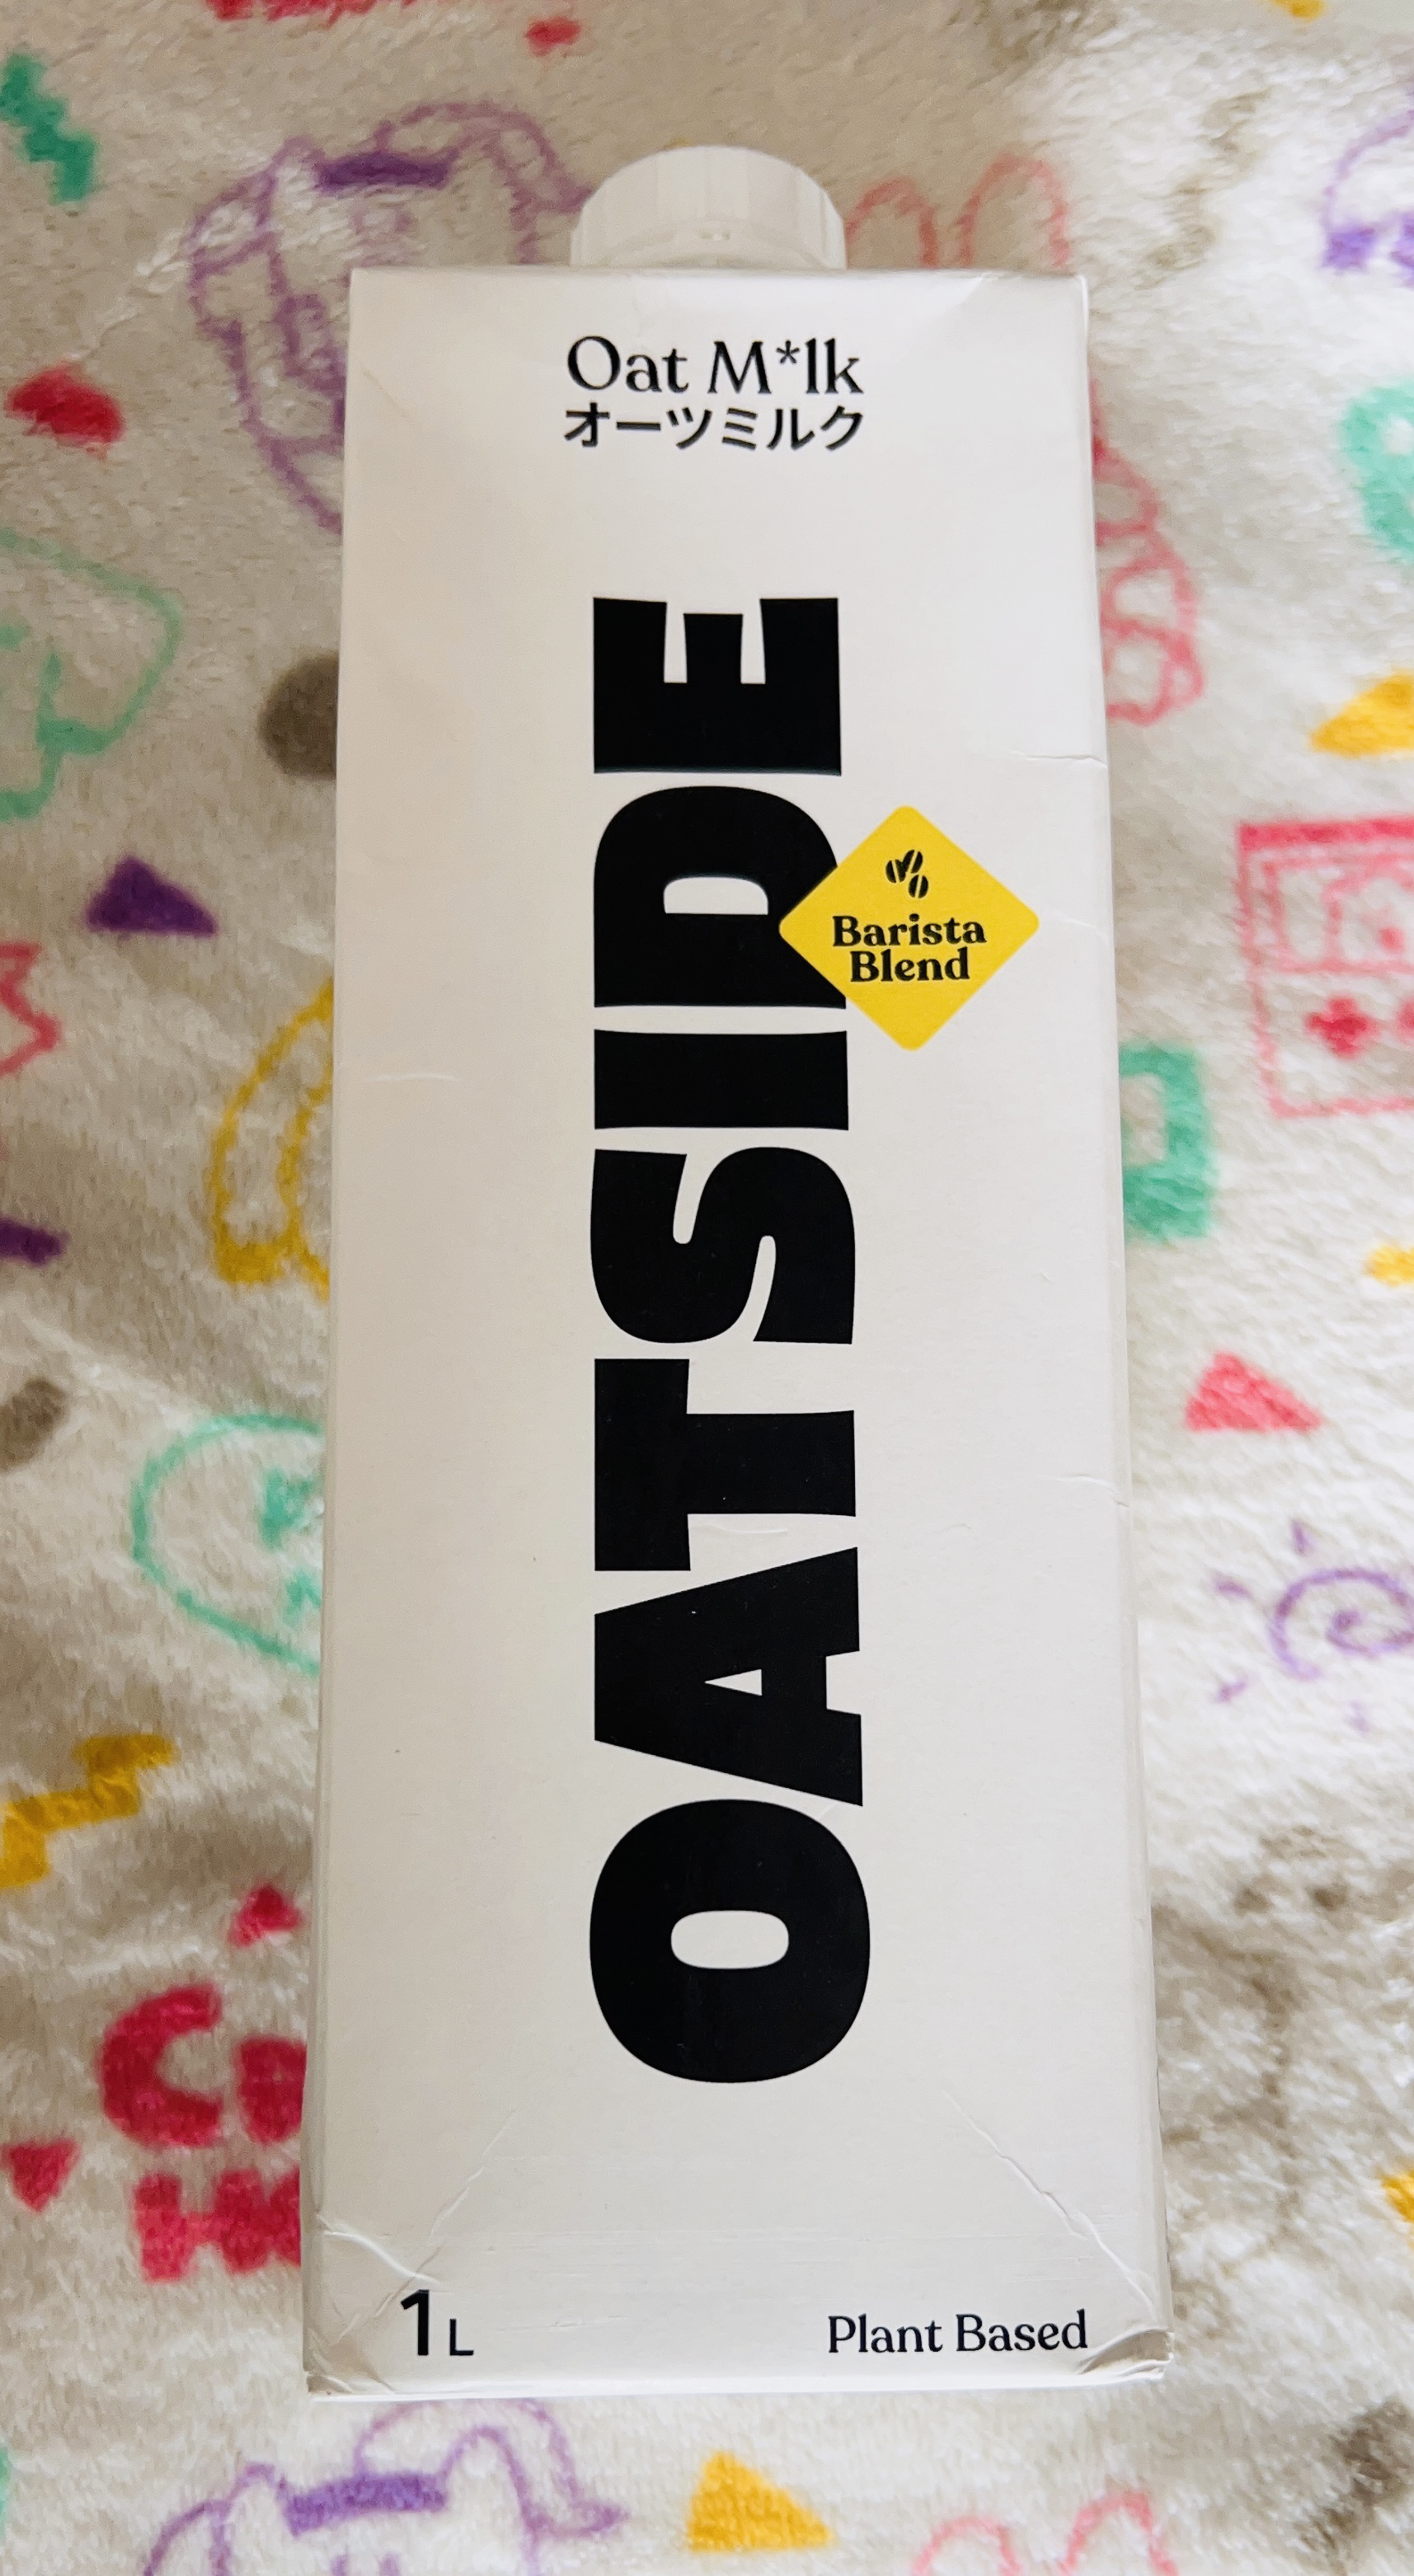 Oat M*lk
オーツミルク
OATSIDE
Barista
Blend
1L
Plant Based